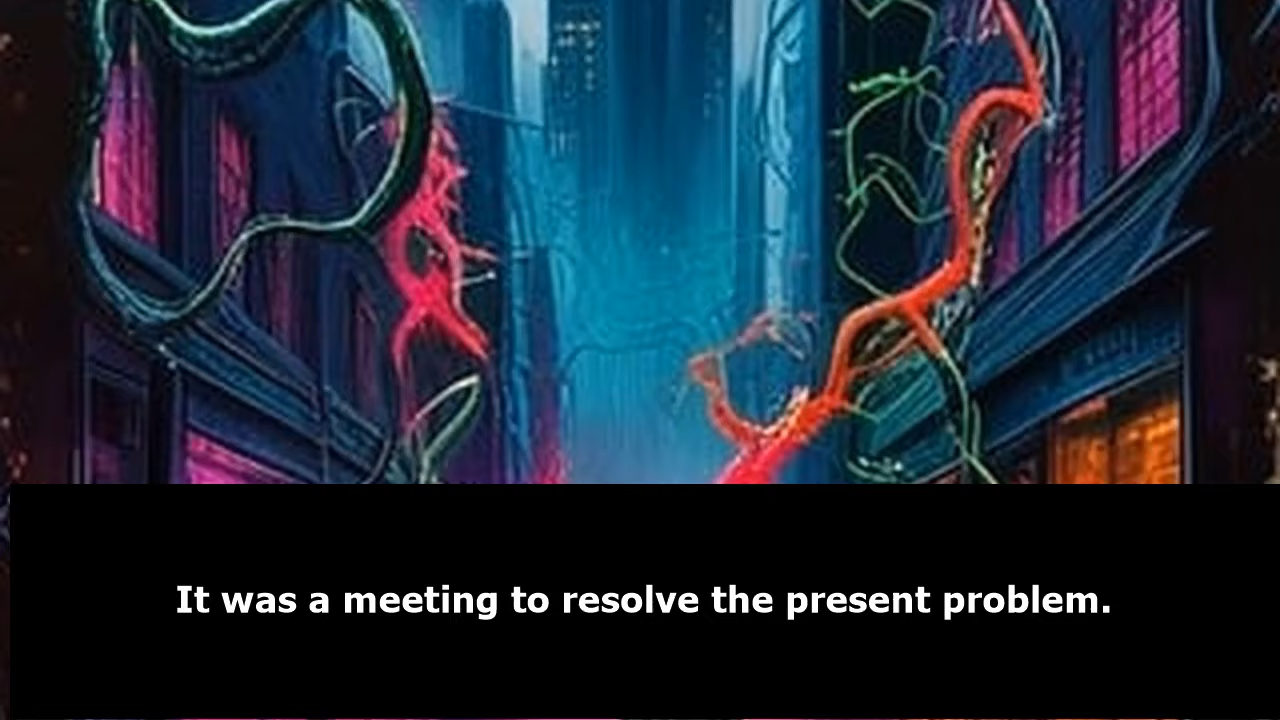 It was a meeting to resolve the present problem.